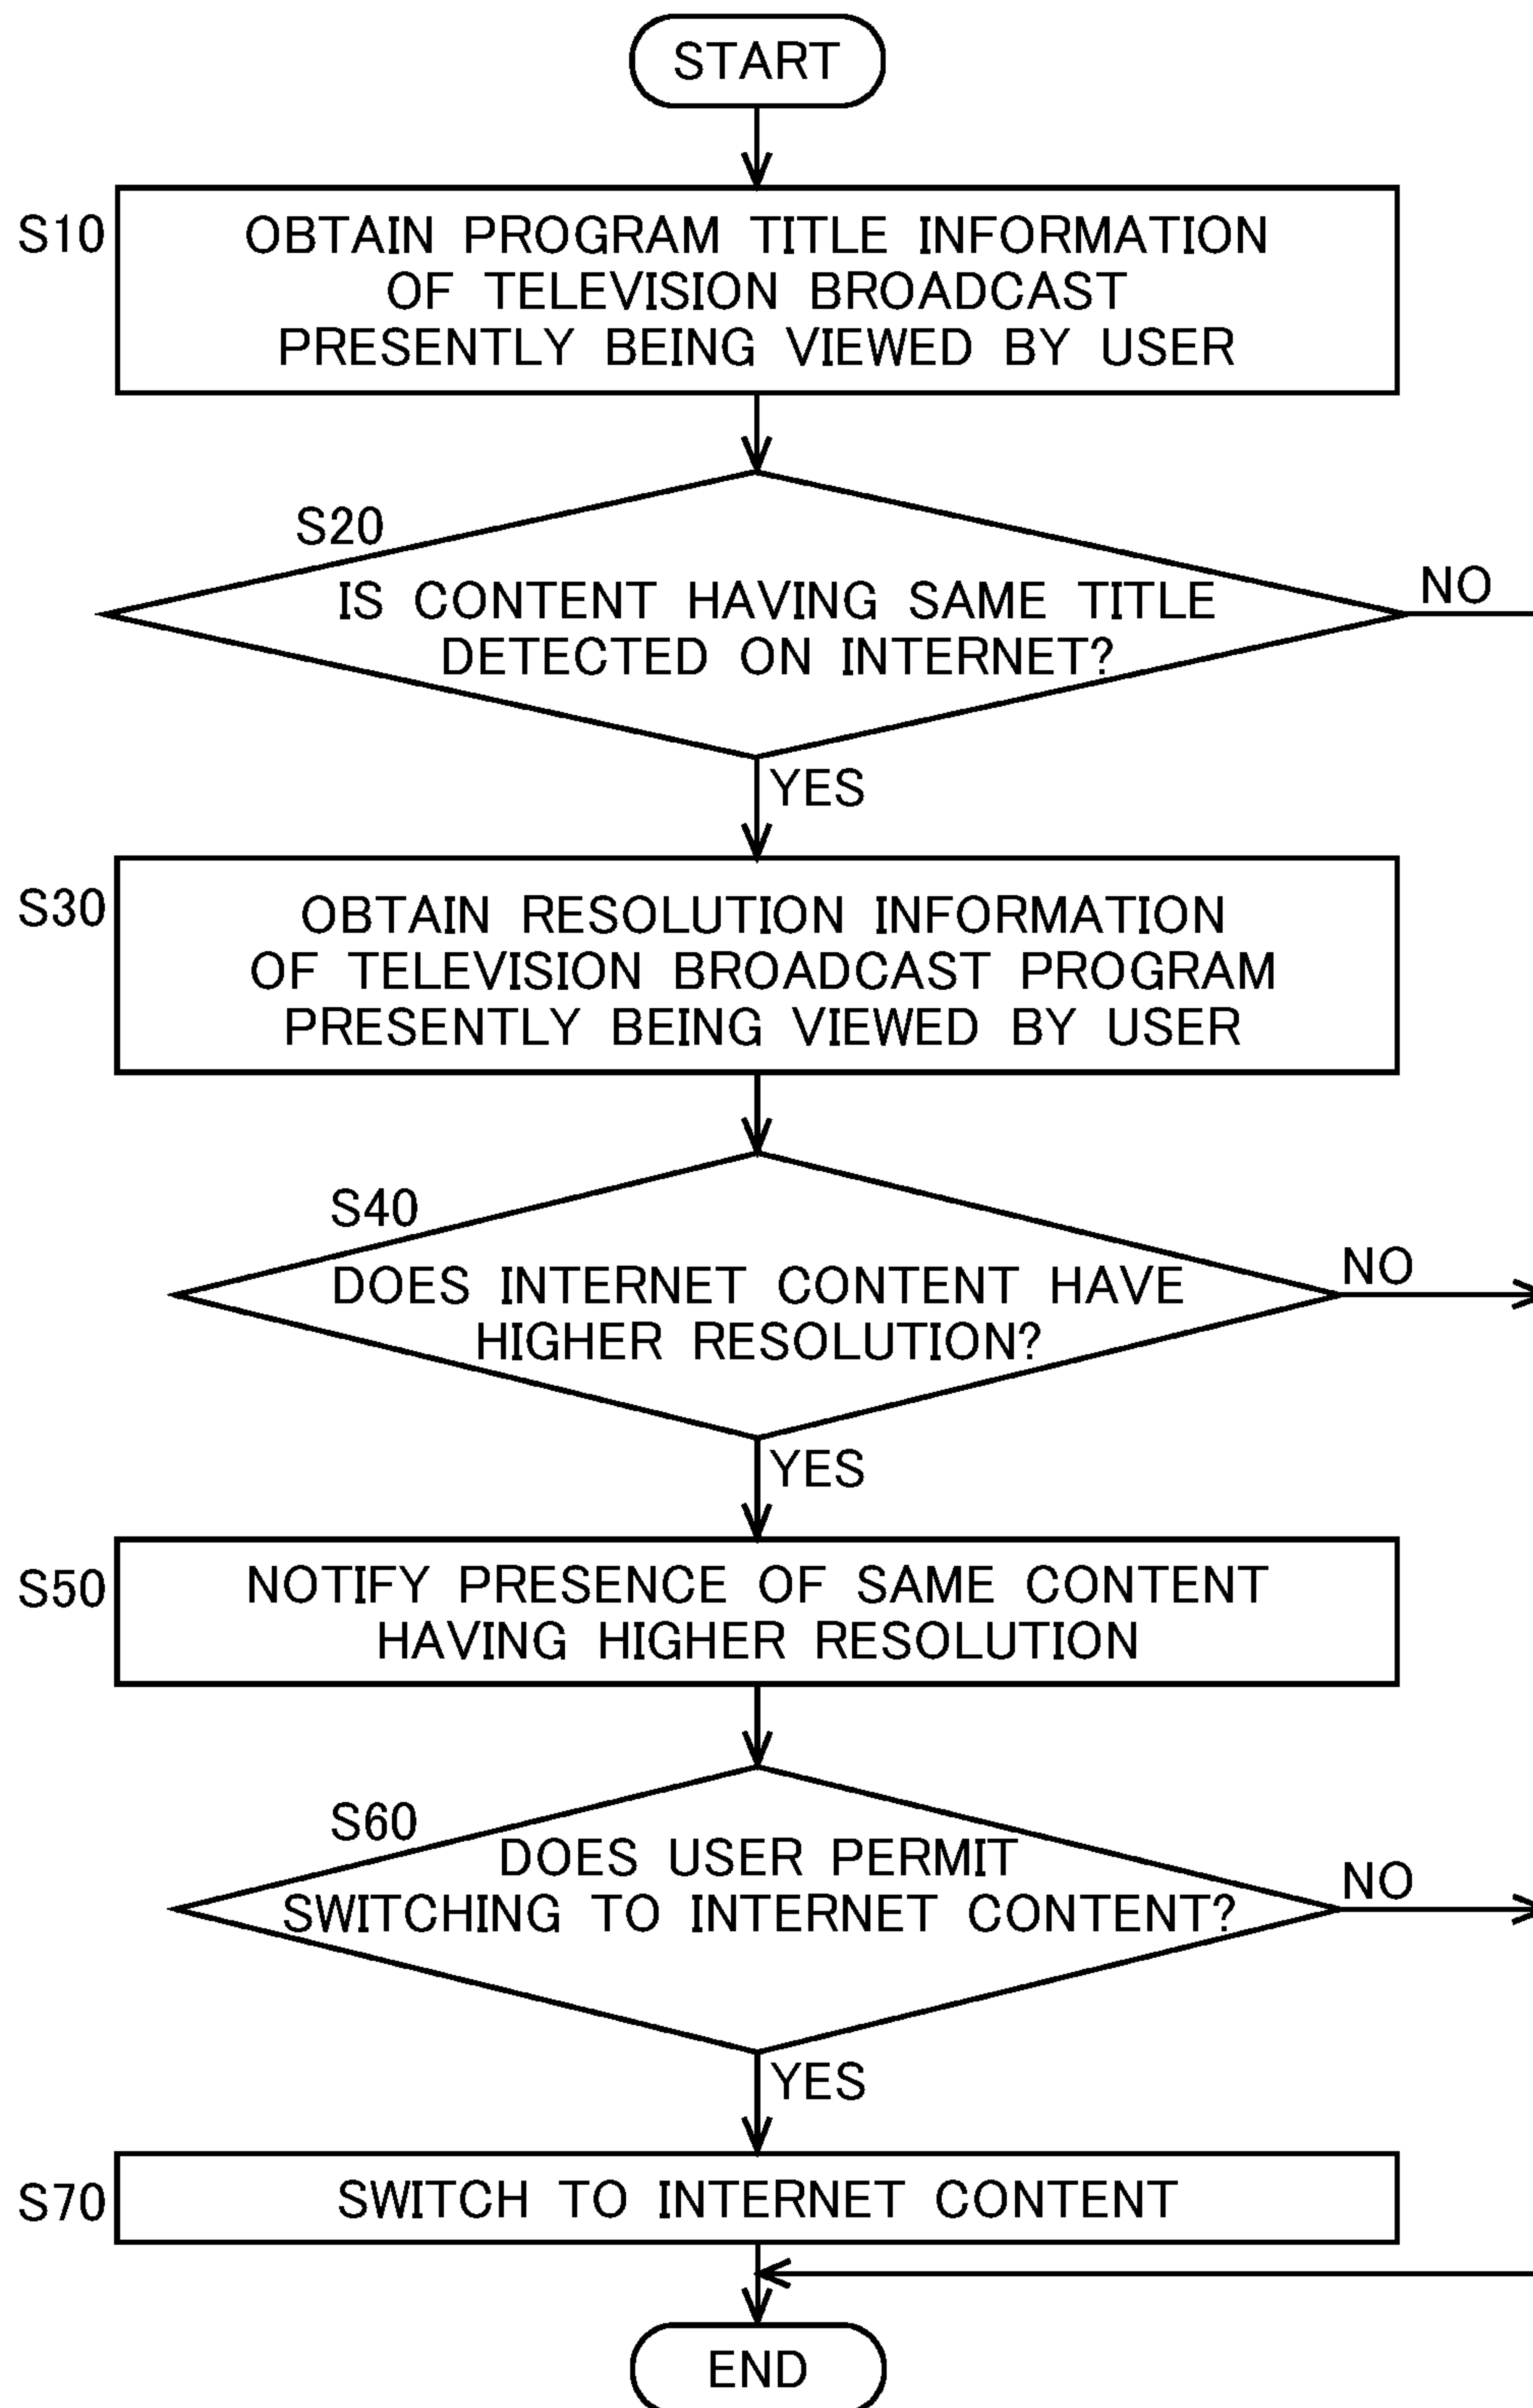 START
S10
OBTAIN PROGRAM TITLE INFORMATION
OF TELEVISION BROADCAST
PRESENTLY BEING VIEWED BY USER
S20
IS CONTENT HAVING SAME TITLE
DETECTED ON INTERNET?
NO
YES
S30
OBTAIN RESOLUTION INFORMATION
OF TELEVISION BROADCAST PROGRAM
PRESENTLY BEING VIEWED BY USER
S40
DOES INTERNET CONTENT HAVE
HIGHER RESOLUTION?
NO
YES
S50
NOTIFY PRESENCE OF SAME CONTENT
HAVING HIGHER RESOLUTION
S60
DOES USER PERMIT
SWITCHING TO INTERNET CONTENT?
NO
YES
S70
SWITCH TO INTERNET CONTENT
END